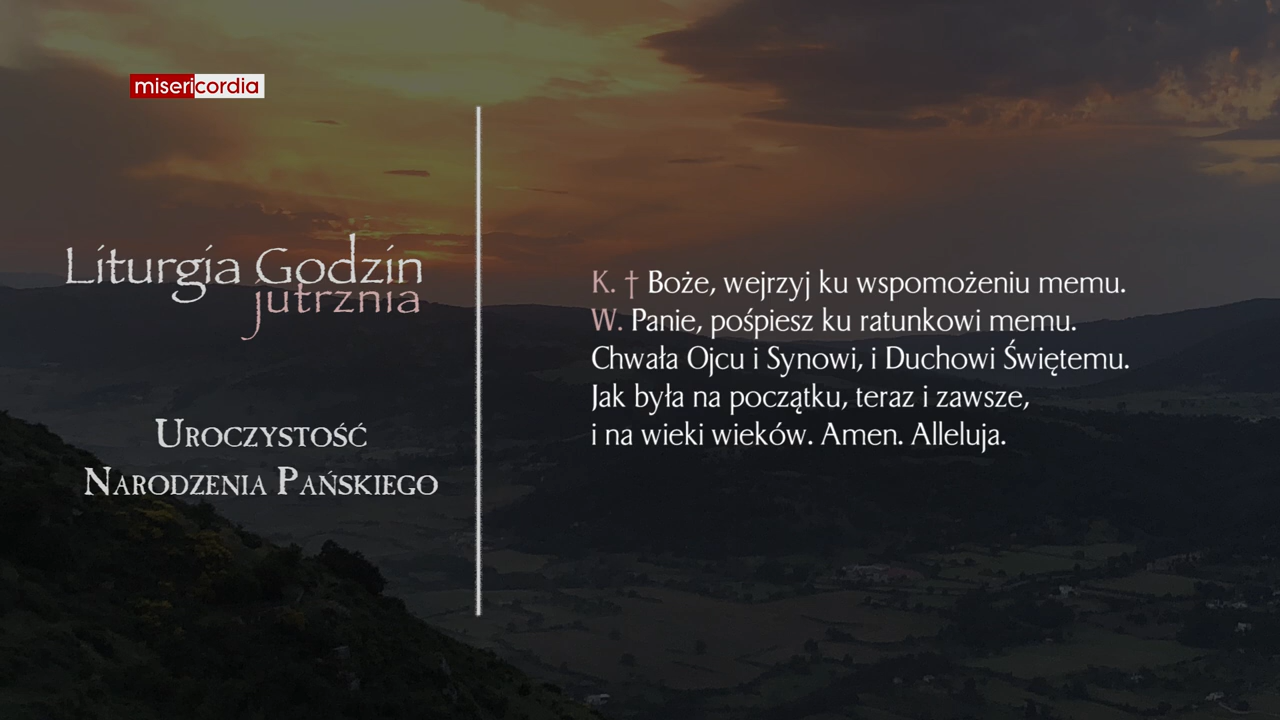 misericordia
Liturgia Godzin
jutrznia
Uroczystość
Narodzenia Pańskiego
K. † Boże, wejrzyj ku wspomożeniu memu.
W. Panie, pośpiesz ku ratunkowi memu.
Chwała Ojcu i Synowi, i Duchowi Świętemu.
Jak była na początku, teraz i zawsze,
i na wieki wieków. Amen. Alleluja.